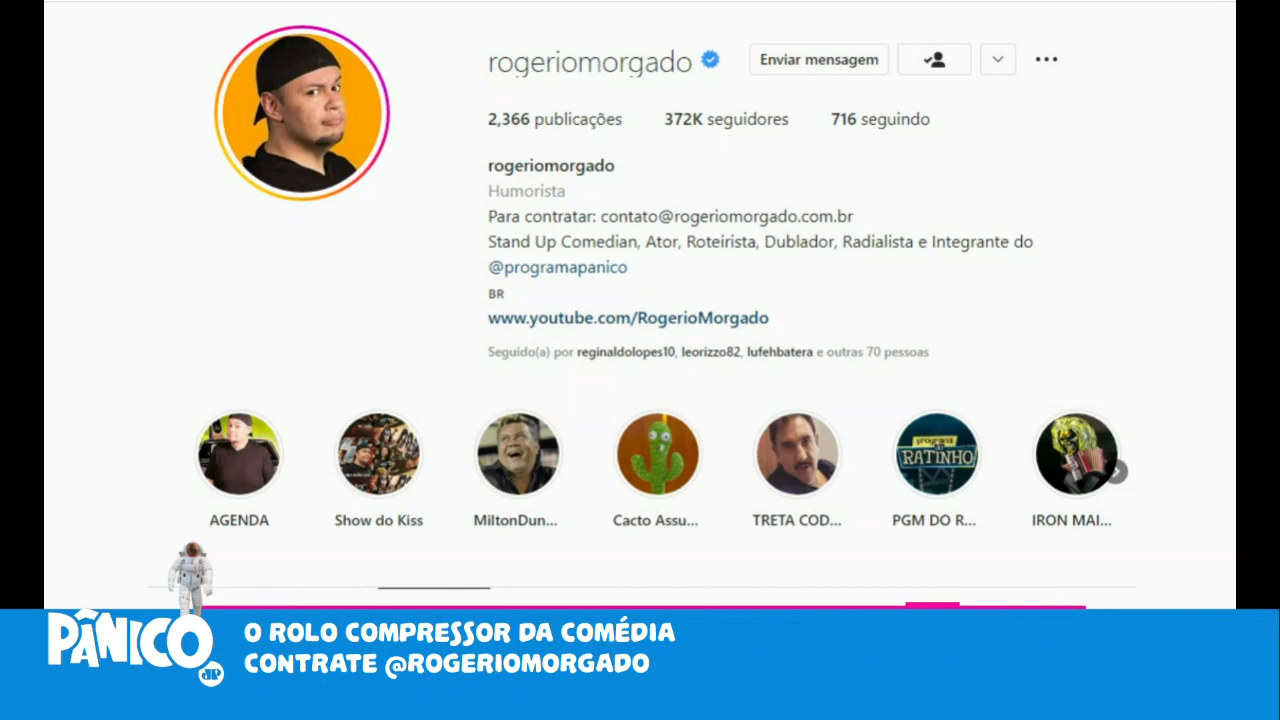 rogeriomorgado
Enviar mensagem
2,366 publicações 372K seguidores 716 seguindo
rogeriomorgado
Humorista
Para contratar: contato@rogeriomorgado.com.br
Stand Up Comedian, Ator, Roteirista, Dublador, Radialista e Integrante do
@programapanico
BR
www.youtube.com/RogerioMorgado
Seguido(a) por reginaldolopes10, leorizzo82, lufehbatera e outras 70 pessoas
programa
RATINHO
AGENDA Show do Kiss MiltonDun... Cacto Assu... TRETA COD... PGM DO R... IRON MAI...
PÂNICO
JP
O ROLO COMPRESSOR DA COMÉDIA
CONTRATE @ROGERIOMORGADO